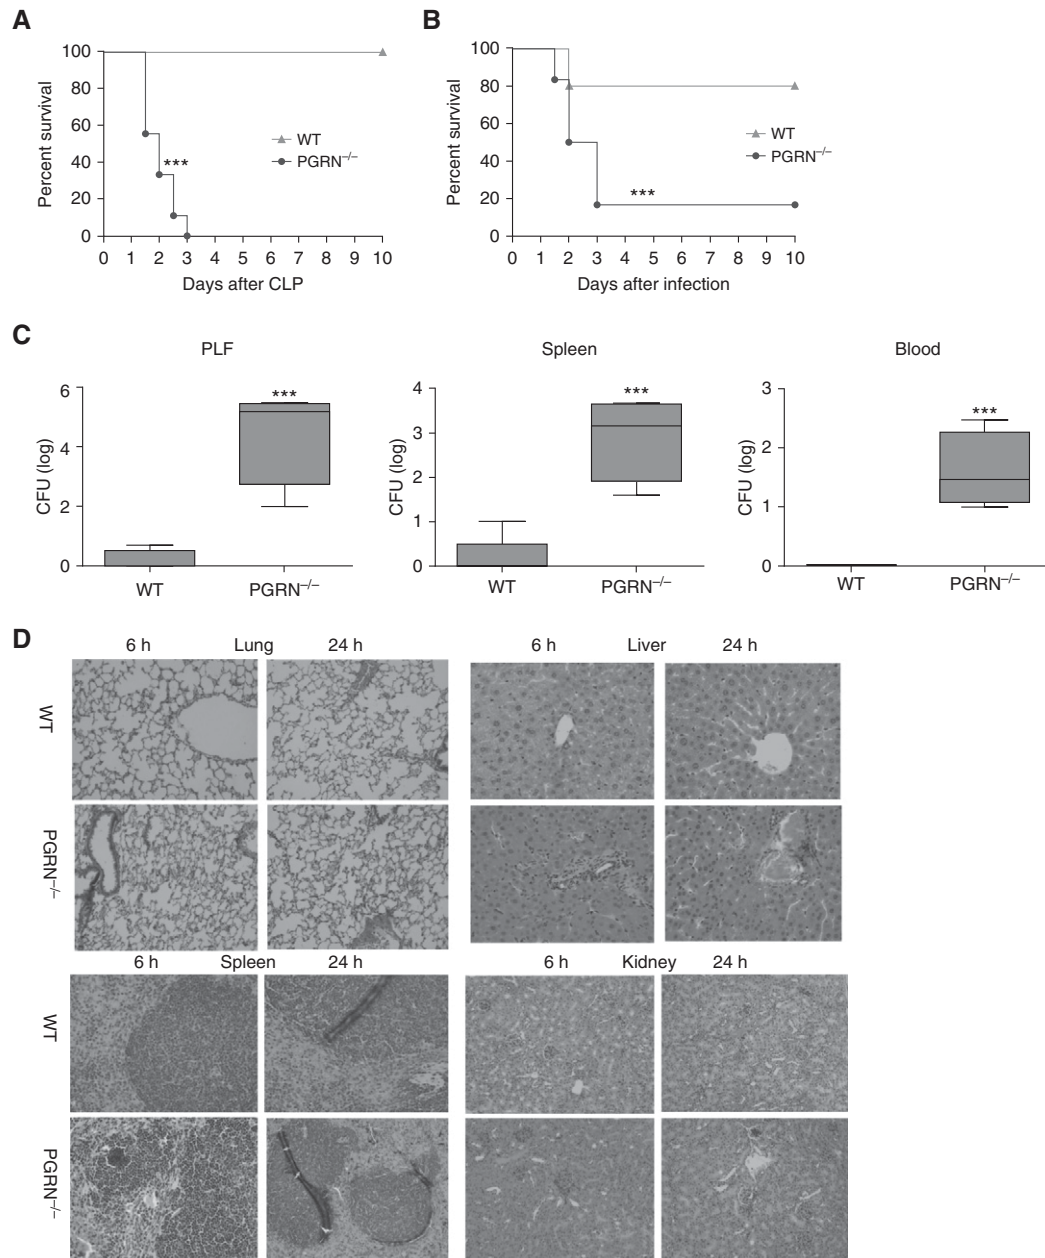 A
100
80
60
40
20
0
Percent survival
***
WT
PGRN–/–
0 1 2 3 4 5 6 7 8 9 10
Days after CLP
B
100
80
60
40
20
0
Percent survival
***
WT
PGRN–/–
0 1 2 3 4 5 6 7 8 9 10
Days after infection
C
PLF
6
4
2
0
CFU (log)
***
WT PGRN–/–
Spleen
4
3
2
1
0
CFU (log)
***
WT PGRN–/–
Blood
3
2
1
0
CFU (log)
***
WT PGRN–/–
D
6 h Lung 24 h
6 h Liver 24 h
WT
PGRN–/–
6 h Spleen 24 h
6 h Kidney 24 h
WT
PGRN–/–